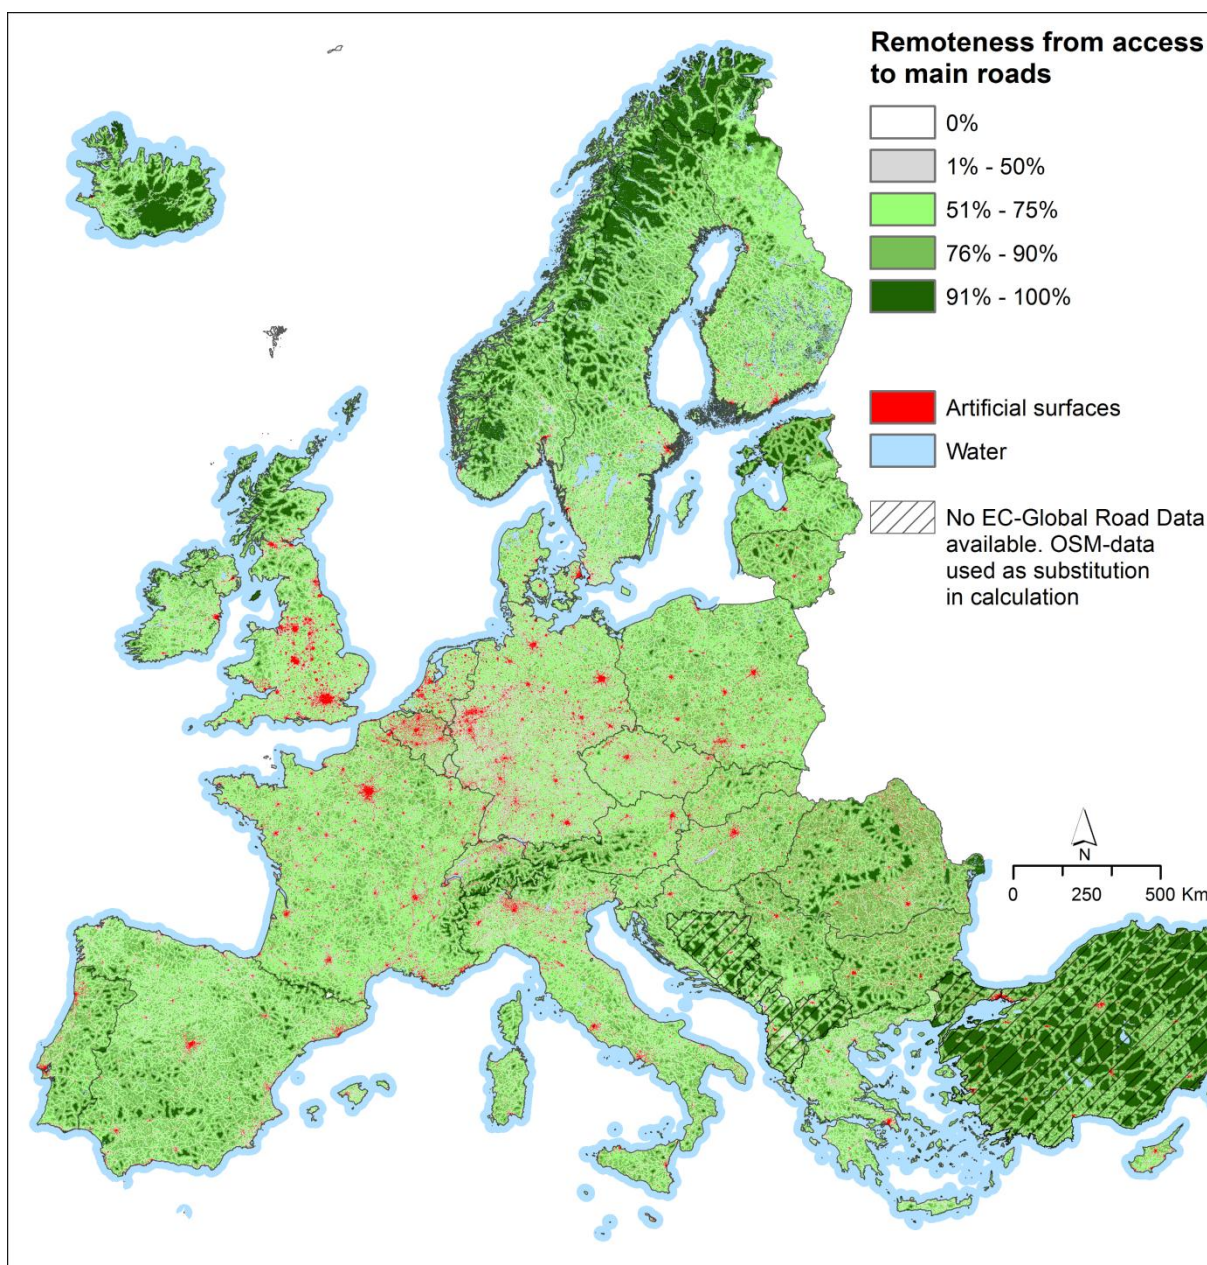 Remoteness from access
to main roads
0%
1% - 50%
51% - 75%
76% - 90%
91% - 100%
Artificial surfaces
Water
No EC-Global Road Data
available. OSM-data
used as substitution
in calculation
N
0 250 500 Km